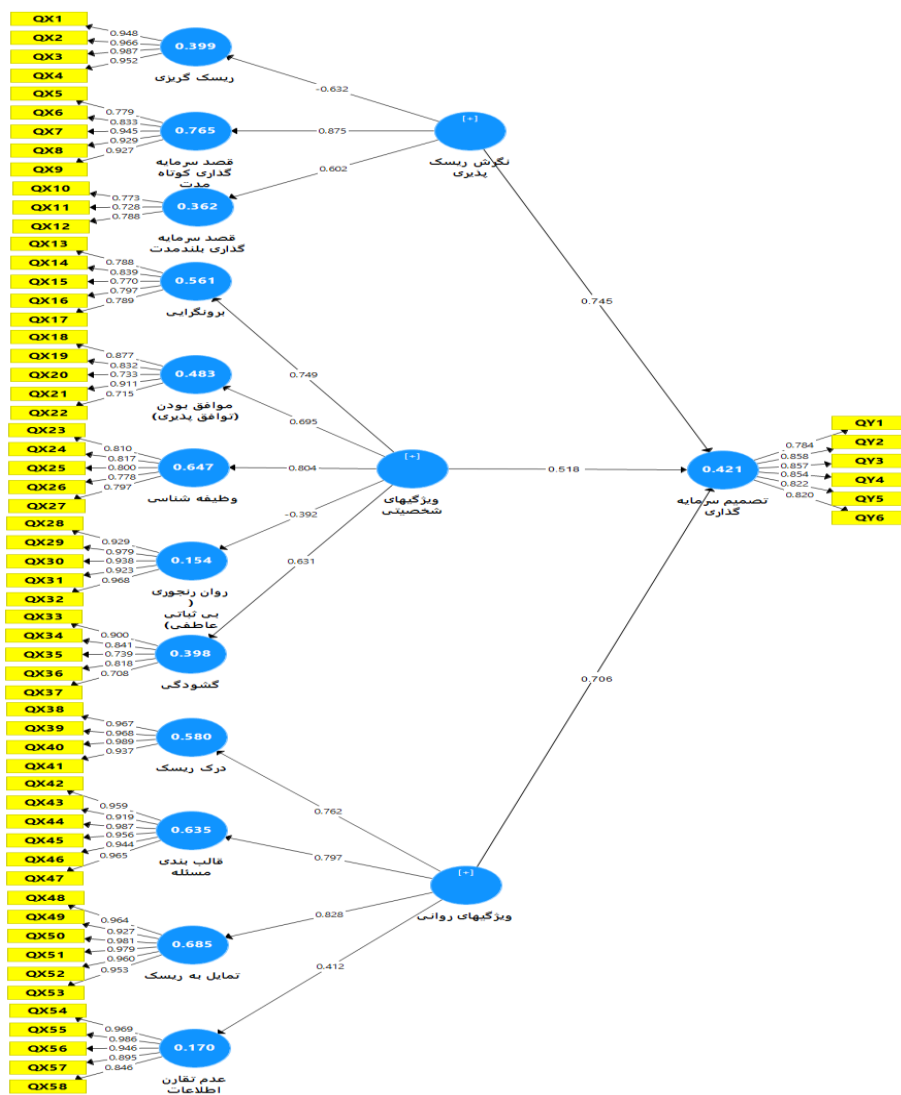 QX1
QX2
QX3
QX4
0.948
0.966
0.987
0.952
0.399
ریسک گریزی
-0.632
QX5
QX6
QX7
QX8
QX9
0.779
0.833
0.945
0.929
0.927
0.765
قصد سرمایه
گذاری کوتاه
مدت
0.875
[+]
نگرش ریسک
پذیری
0.602
QX10
QX11
QX12
0.773
0.728
0.788
0.362
قصد سرمایه
گذاری بلندمدت
QX13
QX14
QX15
QX16
QX17
0.788
0.839
0.770
0.797
0.789
0.561
برونگرایی
0.745
0.749
QX18
QX19
QX20
QX21
QX22
0.877
0.832
0.733
0.911
0.715
0.483
موافق بودن
(توافق پذیری)
0.695
QX23
QX24
QX25
QX26
QX27
0.810
0.817
0.800
0.778
0.797
0.647
وظیفه شناسی
0.804
[+]
ویژگیهای
شخصیتی
0.518
0.421
تصمیم سرمایه
گذاری
0.784
0.858
0.857
0.854
0.822
0.820
QY1
QY2
QY3
QY4
QY5
QY6
-0.392
QX28
QX29
QX30
QX31
QX32
0.929
0.979
0.938
0.923
0.968
0.154
روان رنجوری
(
بی ثباتی
عاطفی)
0.631
QX33
QX34
QX35
QX36
QX37
0.900
0.841
0.739
0.818
0.708
0.398
گشودگی
0.706
QX38
QX39
QX40
QX41
0.967
0.968
0.989
0.937
0.580
درک ریسک
0.762
QX42
QX43
QX44
QX45
QX46
QX47
0.959
0.919
0.987
0.956
0.944
0.965
0.635
قالب بندی
مسئله
0.797
[+]
ویژگیهای روانی
0.828
QX48
QX49
QX50
QX51
QX52
QX53
0.964
0.927
0.981
0.979
0.960
0.953
0.685
تمایل به ریسک
0.412
QX54
QX55
QX56
QX57
QX58
0.969
0.986
0.946
0.895
0.846
0.170
عدم تقارن
اطلاعات